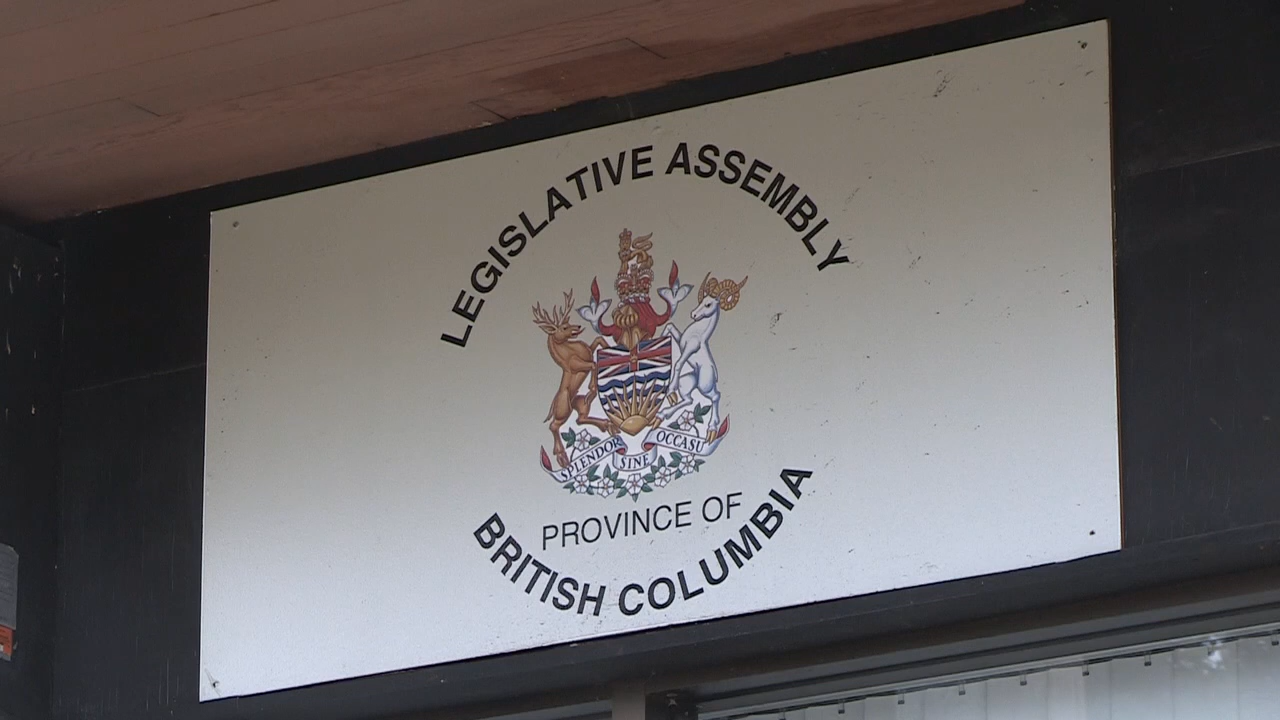 LEGISLATIVE ASSEMBLY
SPLENDOR SINE OCCASU
PROVINCE OF
BRITISH COLUMBIA